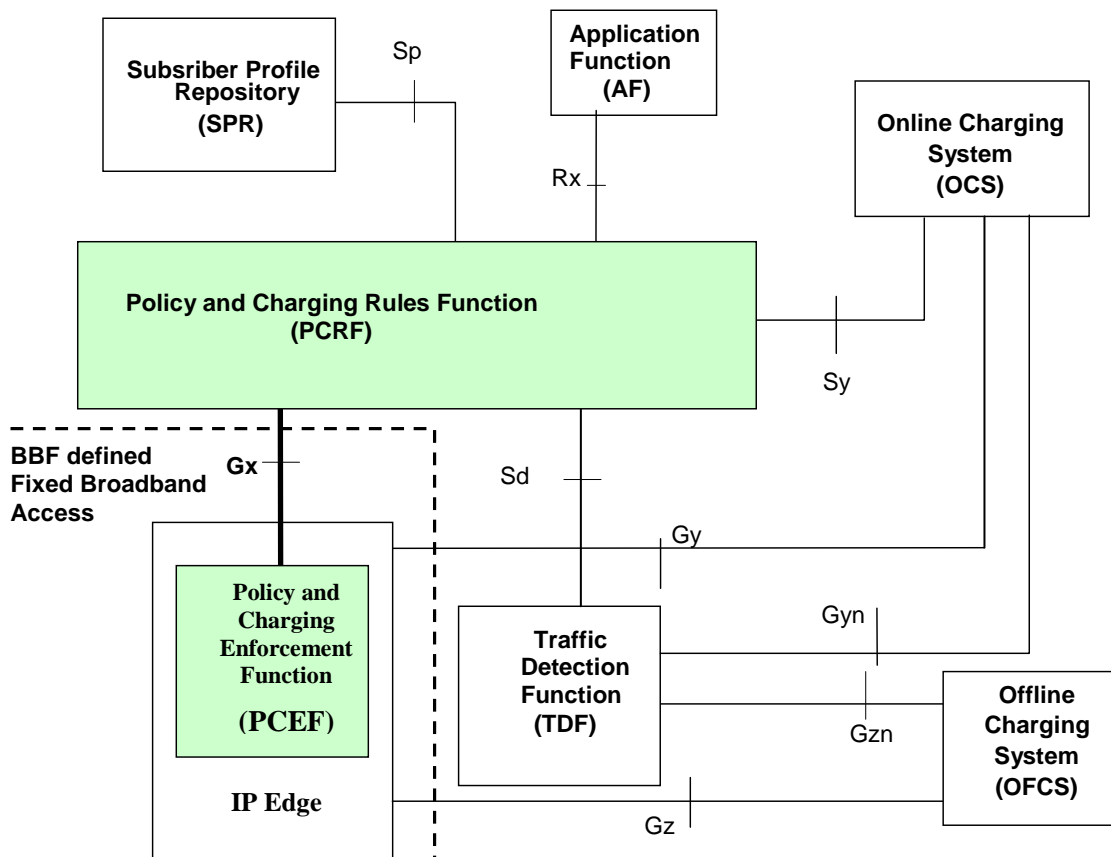 Subsriber Profile
Repository
(SPR)
Sp
Application
Function
(AF)
Rx
Online Charging
System
(OCS)
Policy and Charging Rules Function
(PCRF)
Sy
BBF defined
Fixed Broadband
Access
Gx
Sd
Gy
Policy and
Charging
Enforcement
Function
(PCEF)
IP Edge
Traffic
Detection
Function
(TDF)
Gyn
Gzn
Gz
Offline
Charging
System
(OFCS)